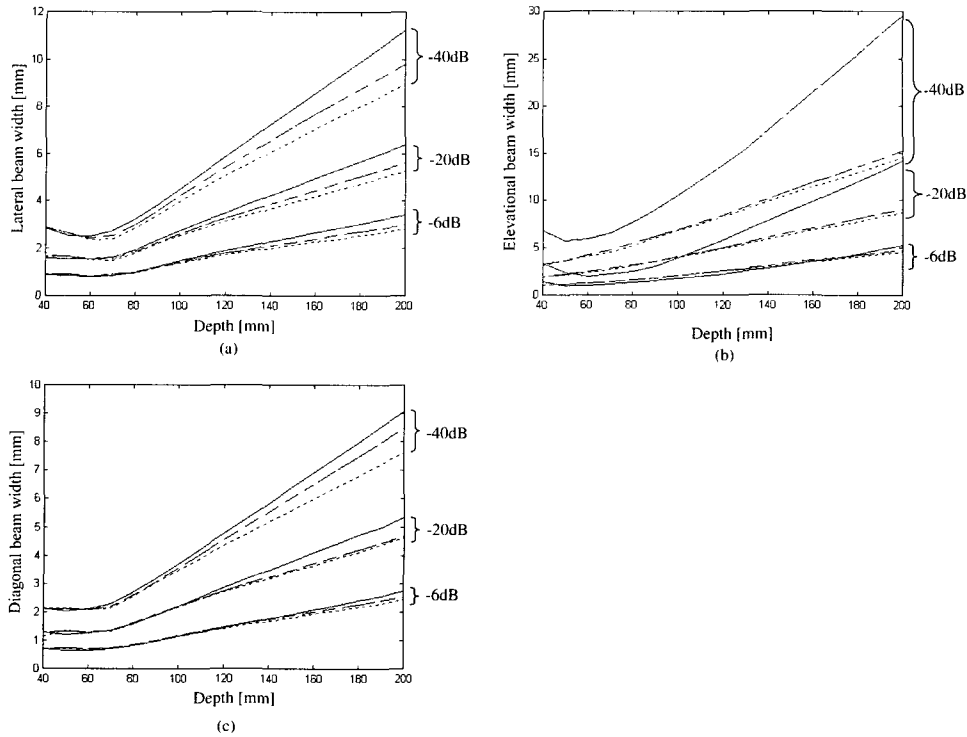 12
10
8
6
4
2
0
Lateral beam width [mm]
40 60 80 100 120 140 160 180 200
Depth [mm]
(a)
-40dB
-20dB
-6dB
30
25
20
15
10
5
0
Elevational beam width [mm]
40 60 80 100 120 140 160 180 200
Depth [mm]
(b)
-40dB
-20dB
-6dB
10
9
8
7
6
5
4
3
2
1
0
Diagonal beam width [mm]
40 60 80 100 120 140 160 180 200
Depth [mm]
(c)
-40dB
-20dB
-6dB